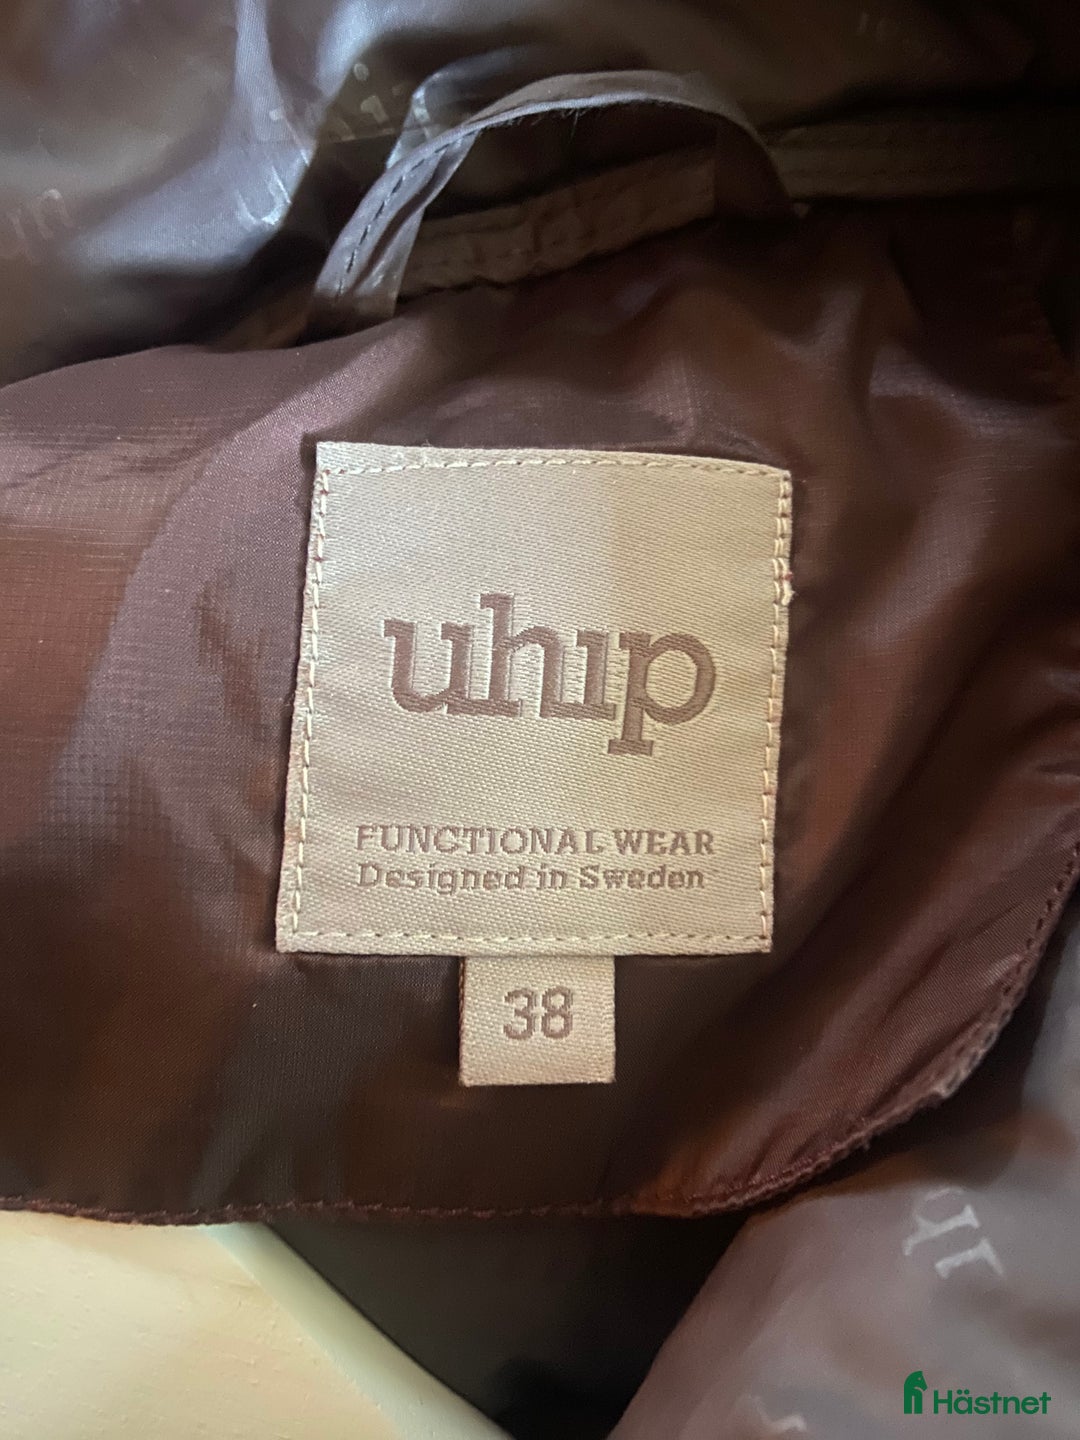 uhip
FUNCTIONAL WEAR
Designed in Sweden
38
Hästnet